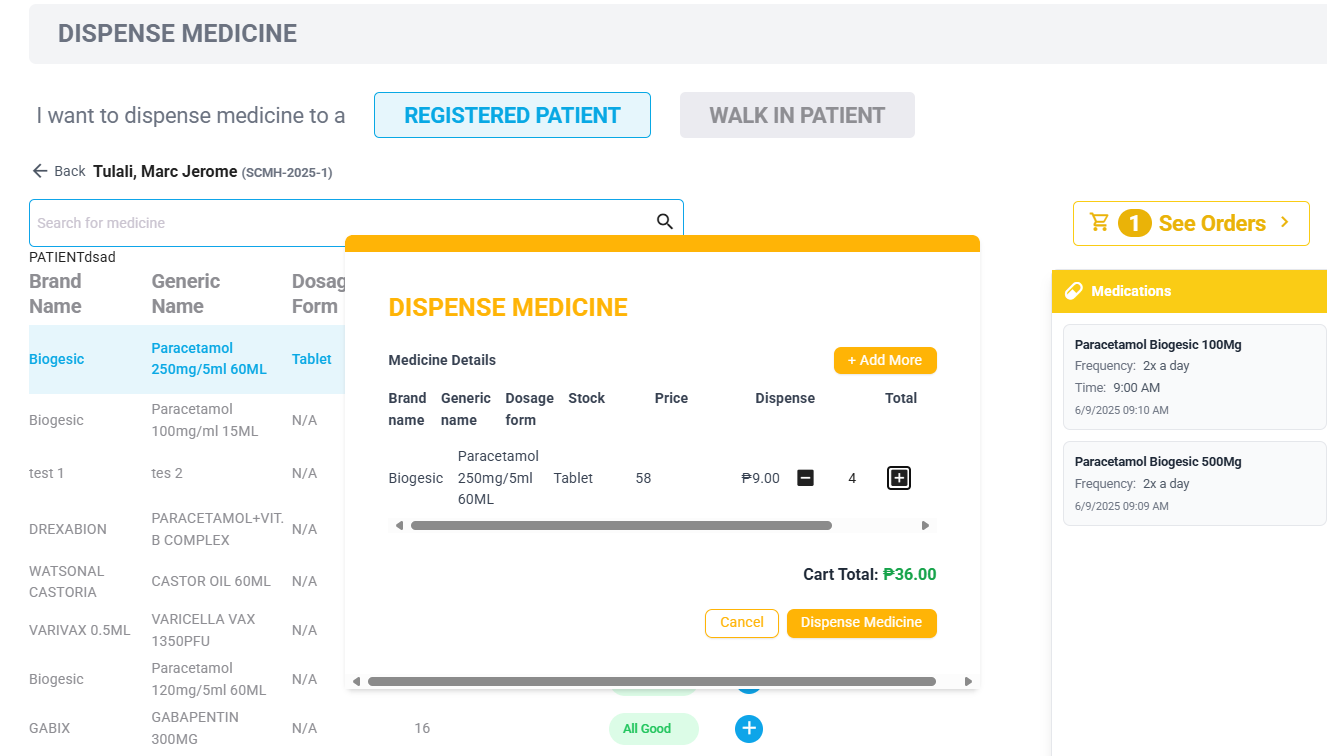 DISPENSE MEDICINE
I want to dispense medicine to a
REGISTERED PATIENT
WALK IN PATIENT
Back Tulali, Marc Jerome (SCMH-2025-1)
Search for medicine
1 See Orders
PATIENTdsad
Brand Name
Generic Name
Dosag
Form
Biogesic
Paracetamol
250mg/5ml 60ML
Tablet
Biogesic
Paracetamol
100mg/ml 15ML
N/A
test 1
tes 2
N/A
DREXABION
PARACETAMOL+VIT.
B COMPLEX
N/A
WATSONAL
CASTORIA
CASTOR OIL 60ML
N/A
VARIVAX 0.5ML
VARICELLA VAX
1350PFU
N/A
Biogesic
Paracetamol
120mg/5ml 60ML
N/A
GABIX
GABAPENTIN
300MG
N/A
16
All Good
DISPENSE MEDICINE
Medicine Details
+ Add More
Brand name
Generic name
Dosage form
Stock
Price
Dispense
Total
Biogesic
Paracetamol
250mg/5ml
60ML
Tablet
58
₱9.00
4
Cart Total: ₱36.00
Cancel
Dispense Medicine
Medications
Paracetamol Biogesic 100Mg
Frequency: 2x a day
Time: 9:00 AM
6/9/2025 09:10 AM
Paracetamol Biogesic 500Mg
Frequency: 2x a day
6/9/2025 09:09 AM